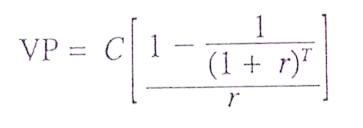 VP = C[(1 − 1/(1 + r)^T)/r]